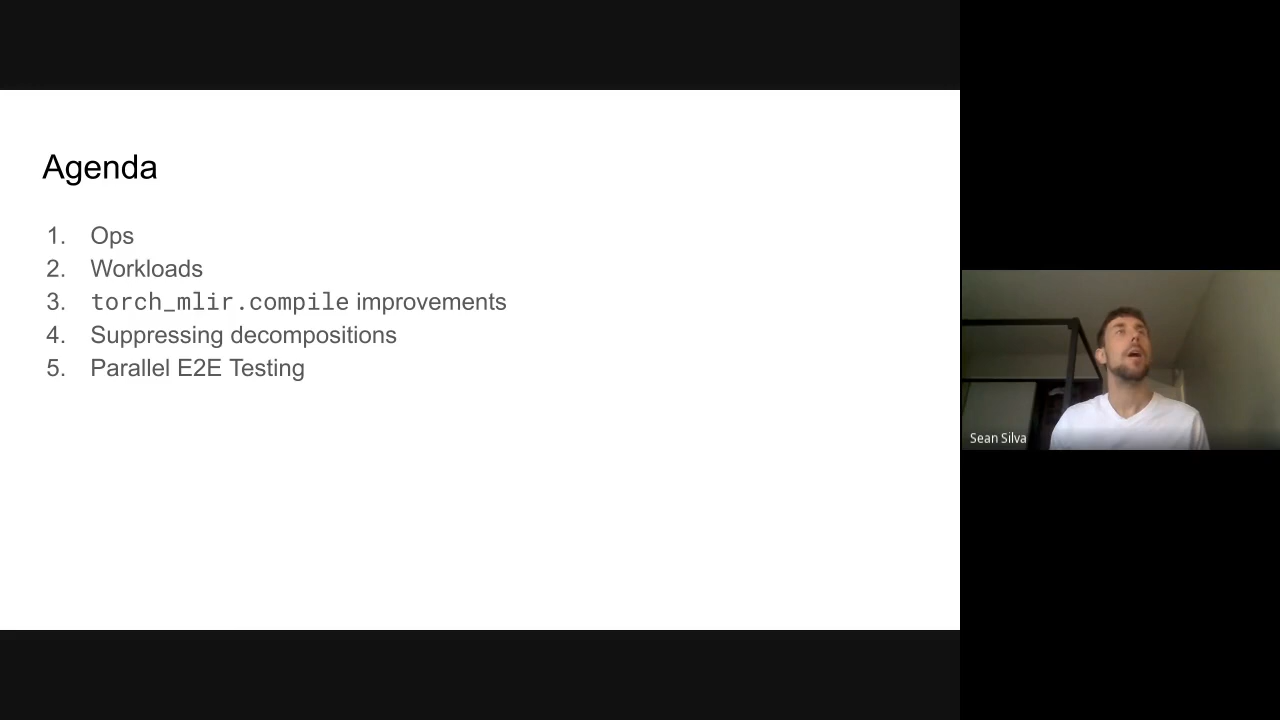 Agenda
1. Ops
2. Workloads
3. torch_mlir.compile improvements
4. Suppressing decompositions
5. Parallel E2E Testing
Sean Silva